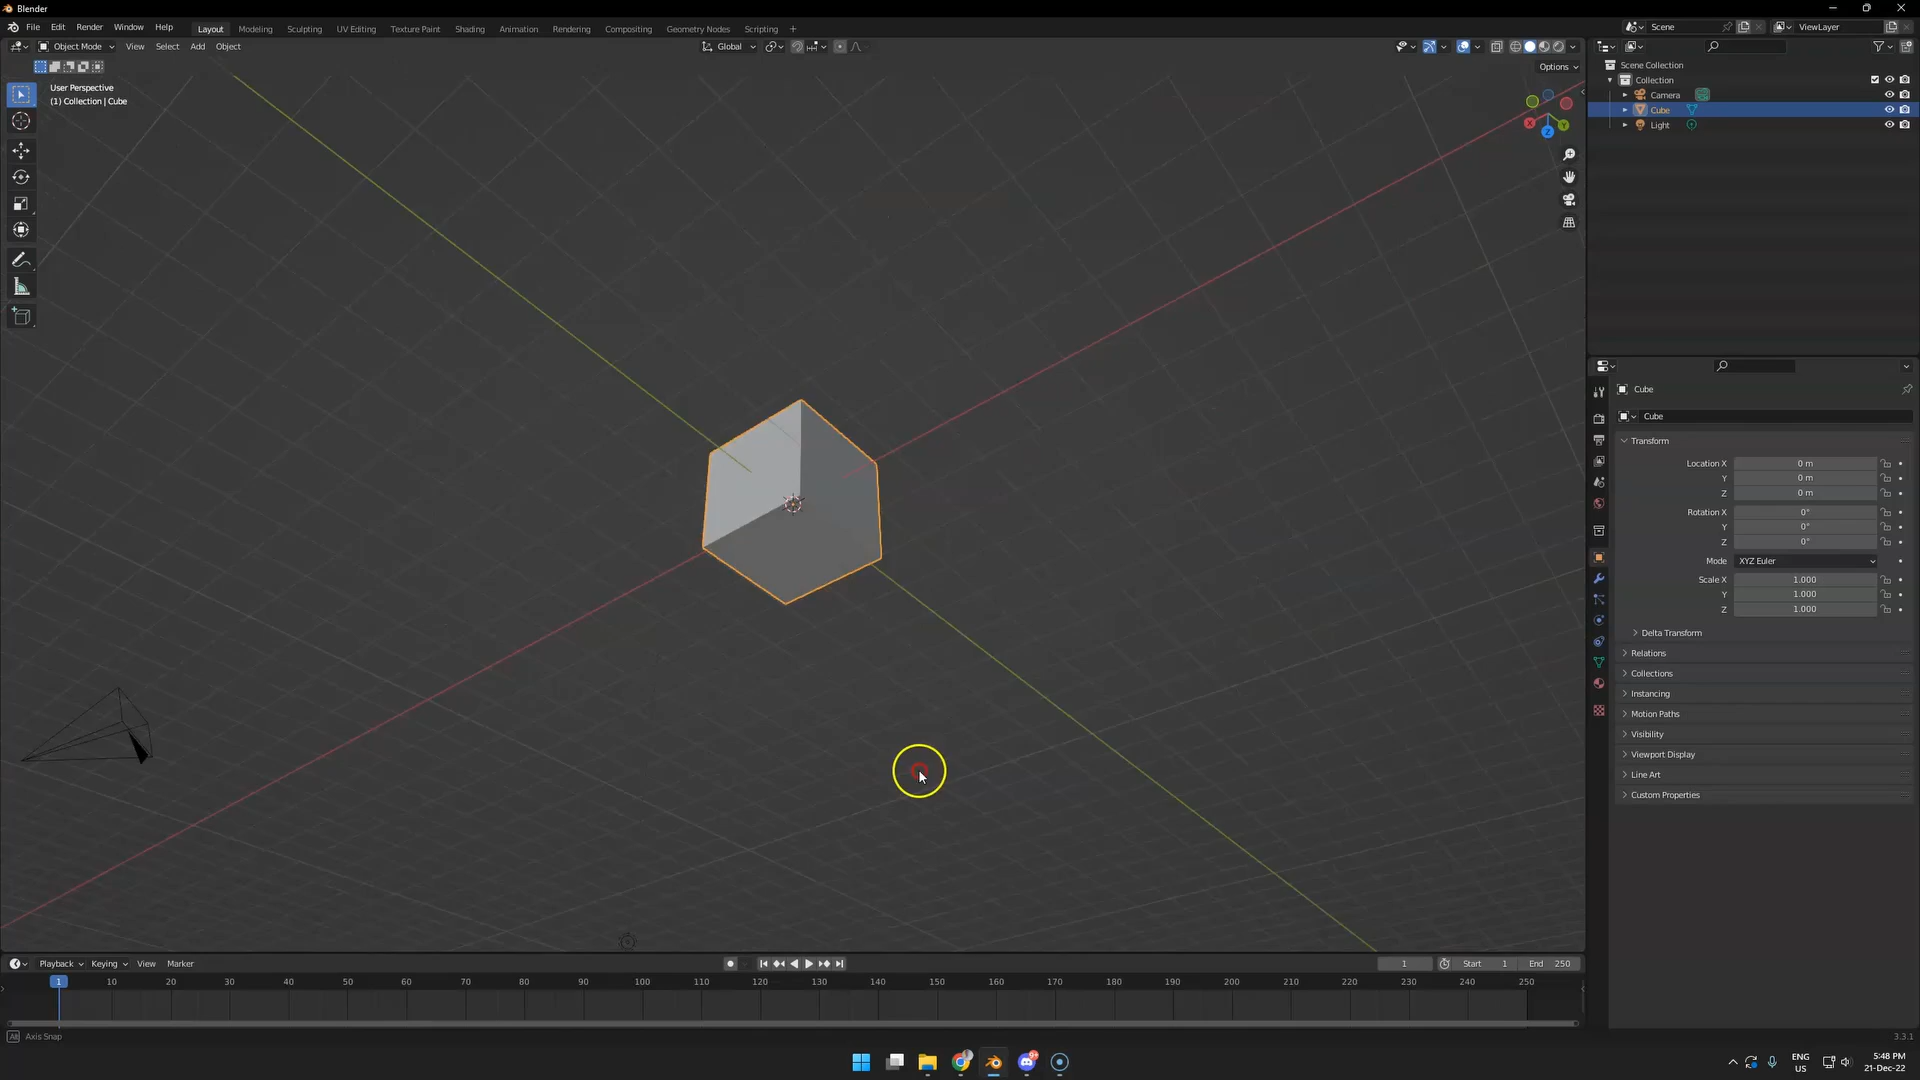 Blender
File Edit Render Window Help
Layout Modeling Sculpting UV Editing Texture Paint Shading Animation Rendering Compositing Geometry Nodes Scripting +
Scene
ViewLayer
Object Mode View Select Add Object
Global
Options
User Perspective
(1) Collection | Cube
X
Y
Z
Scene Collection
Collection
Camera
Cube
Light
Cube
Cube
Transform
Location X 0 m
Y 0 m
Z 0 m
Rotation X 0°
Y 0°
Z 0°
Mode XYZ Euler
Scale X 1.000
Y 1.000
Z 1.000
Delta Transform
Relations
Collections
Instancing
Motion Paths
Visibility
Viewport Display
Line Art
Custom Properties
Playback Keying View Marker
1 Start 1 End 250
1 10 20 30 40 50 60 70 80 90 100 110 120 130 140 150 160 170 180 190 200 210 220 230 240 250
Alt Axis Snap
3.3.1
ENG
US
5:48 PM
21-Dec-22